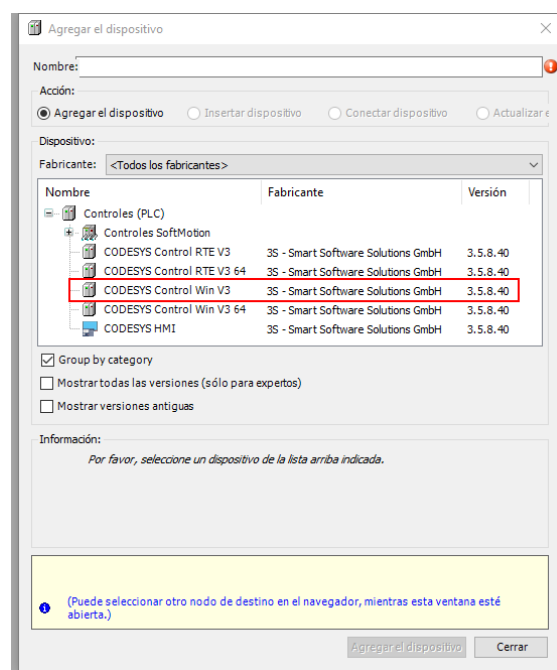 Agregar el dispositivo
Nombre:
Acción:
Agregar el dispositivo Insertar dispositivo Conectar dispositivo Actualizar e
Dispositivo:
Fabricante: <Todos los fabricantes>
Nombre Fabricante Versión
Controles (PLC)
Controles SoftMotion
CODESYS Control RTE V3 3S - Smart Software Solutions GmbH 3.5.8.40
CODESYS Control RTE V3 64 3S - Smart Software Solutions GmbH 3.5.8.40
CODESYS Control Win V3 3S - Smart Software Solutions GmbH 3.5.8.40
CODESYS Control Win V3 64 3S - Smart Software Solutions GmbH 3.5.8.40
CODESYS HMI 3S - Smart Software Solutions GmbH 3.5.8.40
Group by category
Mostrar todas las versiones (sólo para expertos)
Mostrar versiones antiguas
Información:
Por favor, seleccione un dispositivo de la lista arriba indicada.
(Puede seleccionar otro nodo de destino en el navegador, mientras esta ventana esté
abierta.)
Agregar el dispositivo Cerrar